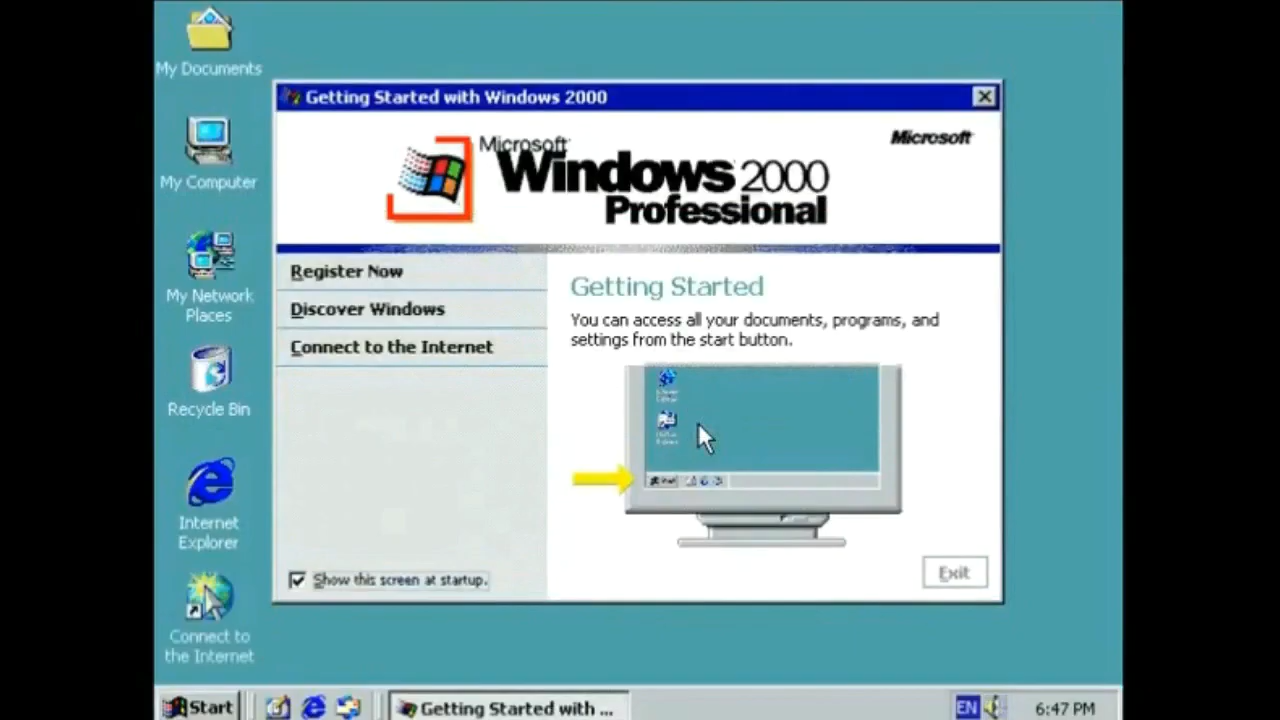 My Documents
My Computer
My Network
Places
Recycle Bin
Internet
Explorer
Connect to
the Internet
Getting Started with Windows 2000
Microsoft
Windows 2000
Professional
Microsoft
Register Now
Discover Windows
Connect to the Internet
Show this screen at startup.
Getting Started
You can access all your documents, programs, and
settings from the start button.
Exit
Start
Getting Started with ...
EN
6:47 PM